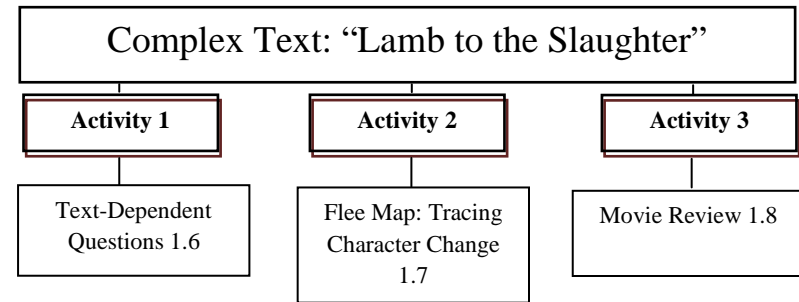 Complex Text: “Lamb to the Slaughter”
Activity 1
Activity 2
Activity 3
Text-Dependent
Questions 1.6
Flee Map: Tracing
Character Change
1.7
Movie Review 1.8